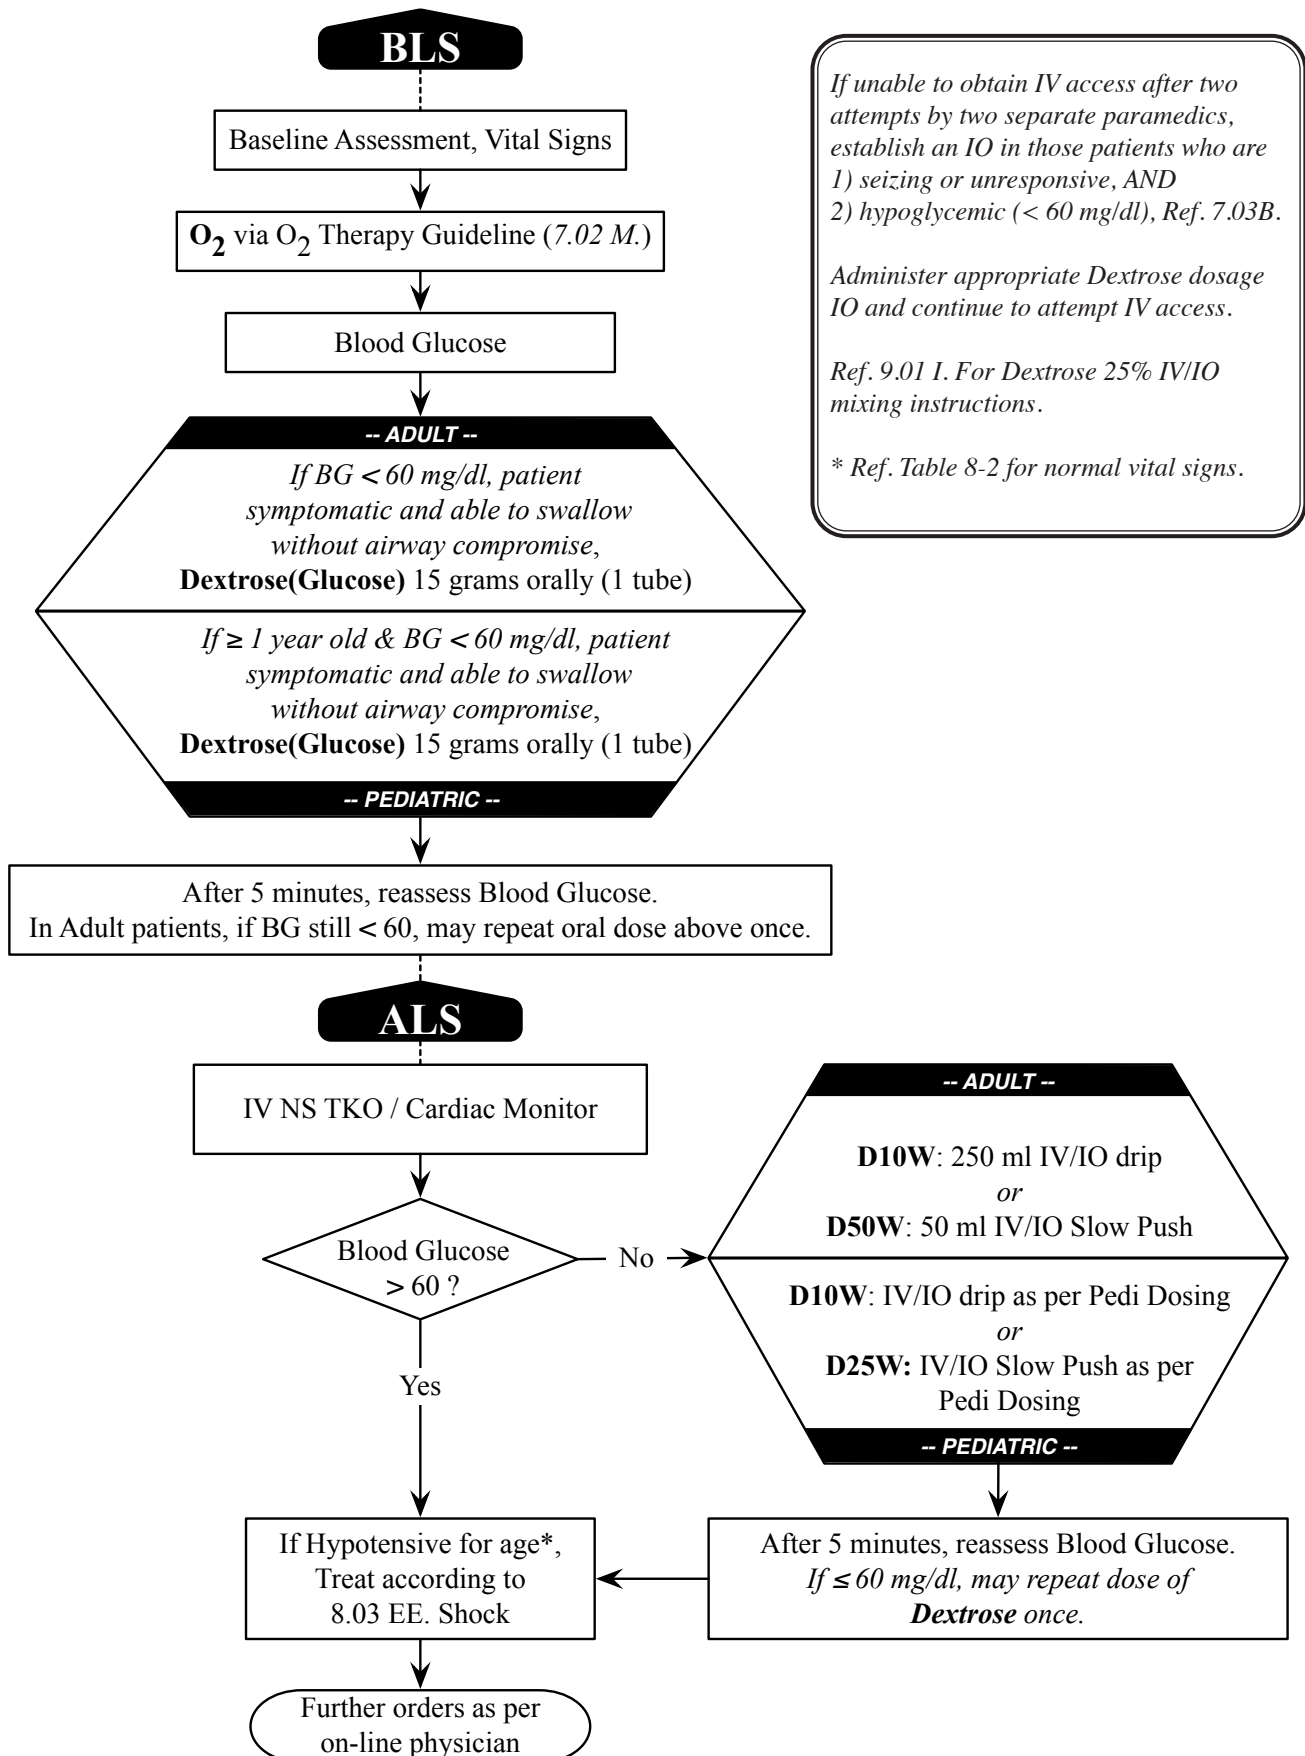 BLS
Baseline Assessment, Vital Signs
O2 via O2 Therapy Guideline (7.02 M.)
Blood Glucose
-- ADULT --
If BG < 60 mg/dl, patient
symptomatic and able to swallow
without airway compromise,
Dextrose(Glucose) 15 grams orally (1 tube)
If ≥ 1 year old & BG < 60 mg/dl, patient
symptomatic and able to swallow
without airway compromise,
Dextrose(Glucose) 15 grams orally (1 tube)
-- PEDIATRIC --
After 5 minutes, reassess Blood Glucose.
In Adult patients, if BG still < 60, may repeat oral dose above once.
If unable to obtain IV access after two
attempts by two separate paramedics,
establish an IO in those patients who are
1) seizing or unresponsive, AND
2) hypoglycemic (< 60 mg/dl), Ref. 7.03B.
Administer appropriate Dextrose dosage
IO and continue to attempt IV access.
Ref. 9.01 I. For Dextrose 25% IV/IO
mixing instructions.
* Ref. Table 8-2 for normal vital signs.
ALS
IV NS TKO / Cardiac Monitor
Blood Glucose
> 60 ?
No
Yes
-- ADULT --
D10W: 250 ml IV/IO drip
or
D50W: 50 ml IV/IO Slow Push
D10W: IV/IO drip as per Pedi Dosing
or
D25W: IV/IO Slow Push as per
Pedi Dosing
-- PEDIATRIC --
After 5 minutes, reassess Blood Glucose.
If ≤ 60 mg/dl, may repeat dose of
Dextrose once.
If Hypotensive for age*,
Treat according to
8.03 EE. Shock
Further orders as per
on-line physician